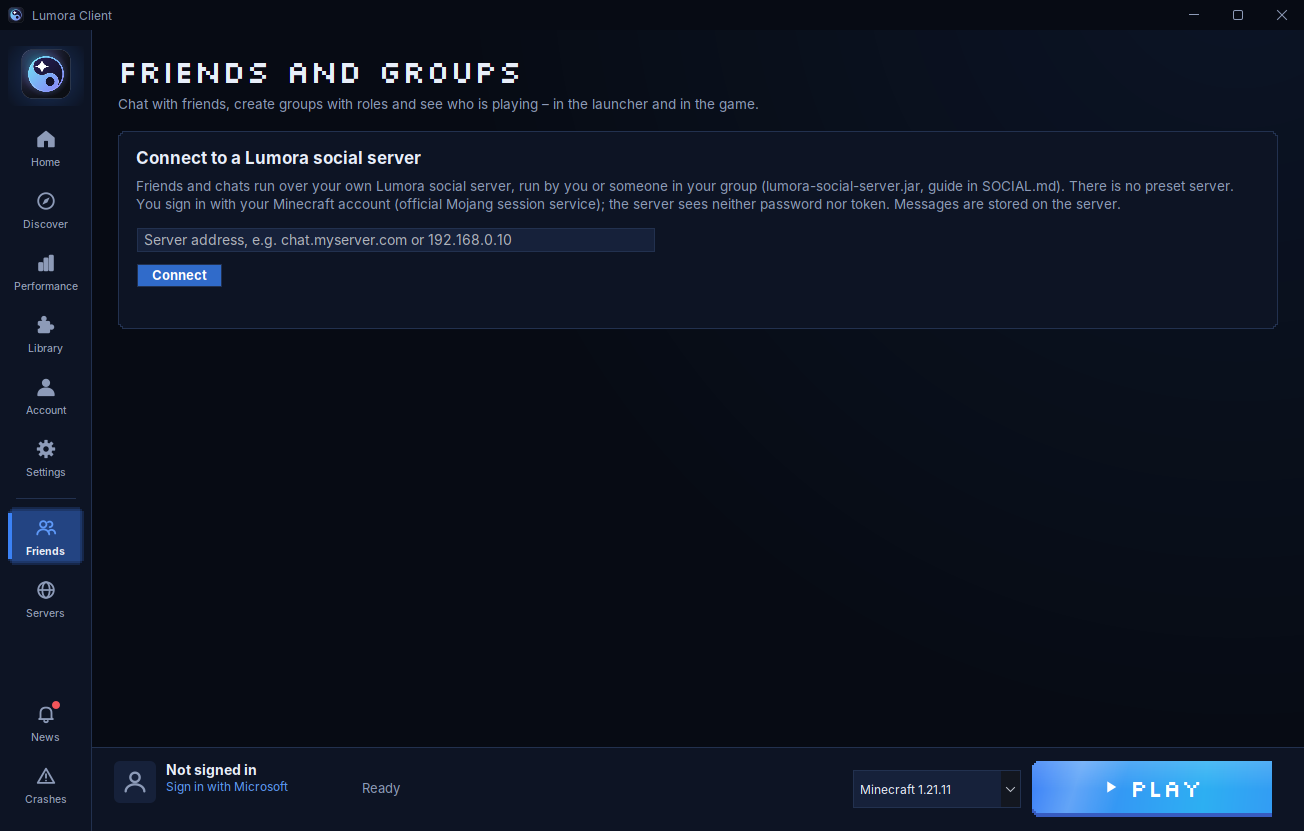 Lumora Client
Home
Discover
Performance
Library
Account
Settings
Friends
Servers
News
Crashes
FRIENDS AND GROUPS
Chat with friends, create groups with roles and see who is playing – in the launcher and in the game.
Connect to a Lumora social server
Friends and chats run over your own Lumora social server, run by you or someone in your group (lumora-social-server.jar, guide in SOCIAL.md). There is no preset server.
You sign in with your Minecraft account (official Mojang session service); the server sees neither password nor token. Messages are stored on the server.
Server address, e.g. chat.myserver.com or 192.168.0.10
Connect
Not signed in
Sign in with Microsoft
Ready
Minecraft 1.21.11
PLAY